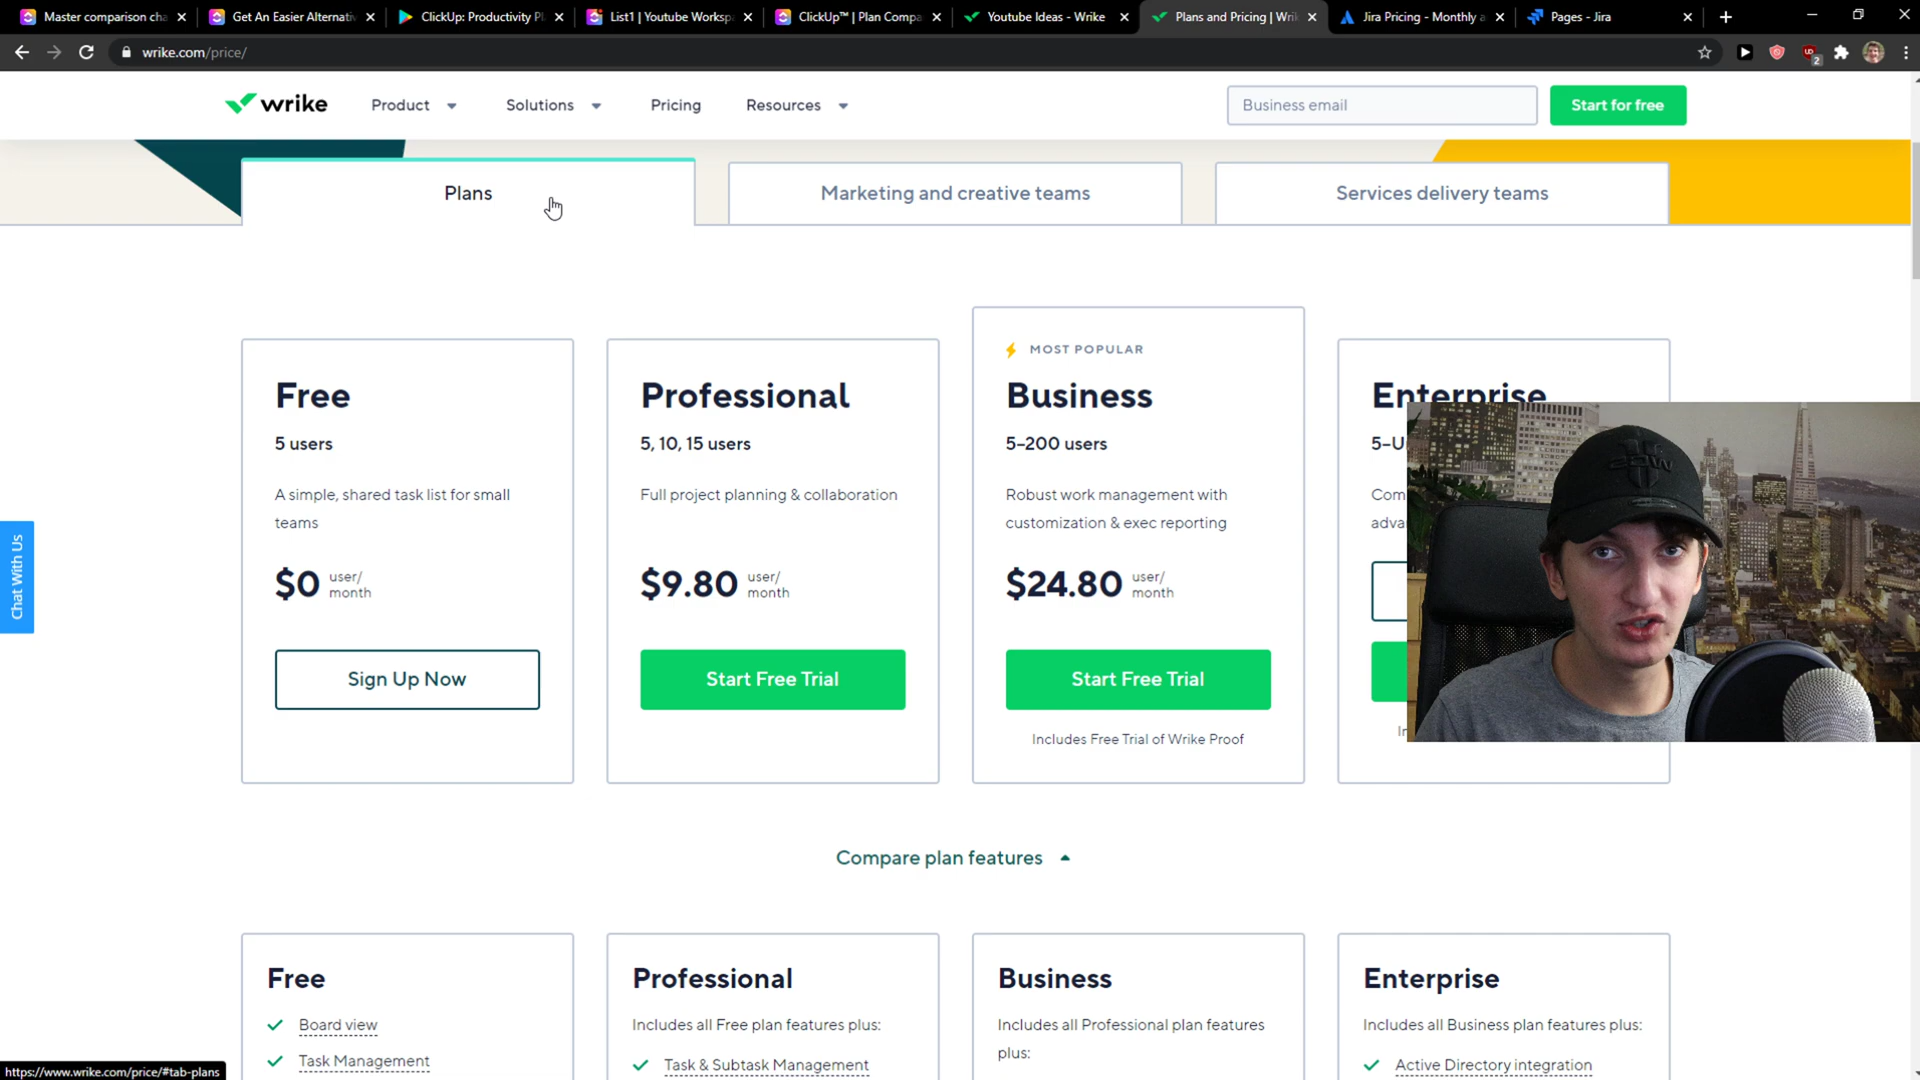 Master comparison cha
Get An Easier Alternati
ClickUp: Productivity Pl
List1 | Youtube Worksp
ClickUp™ | Plan Compa
Youtube Ideas - Wrike
Plans and Pricing | Wri
Jira Pricing - Monthly a
Pages - Jira
wrike.com/price/
2
wrike
Product
Solutions
Pricing
Resources
Business email
Start for free
Plans
Marketing and creative teams
Services delivery teams
Free
5 users
A simple, shared task list for small
teams
$0 user/
month
Sign Up Now
Professional
5, 10, 15 users
Full project planning & collaboration
$9.80 user/
month
Start Free Trial
MOST POPULAR
Business
5–200 users
Robust work management with
customization & exec reporting
$24.80 user/
month
Start Free Trial
Includes Free Trial of Wrike Proof
Enterprise
5–U
Com
adva
Chat With Us
Compare plan features
Free
Board view
Task Management
Professional
Includes all Free plan features plus:
Task & Subtask Management
Business
Includes all Professional plan features
plus:
Enterprise
Includes all Business plan features plus:
Active Directory integration
https://www.wrike.com/price/#tab-plans